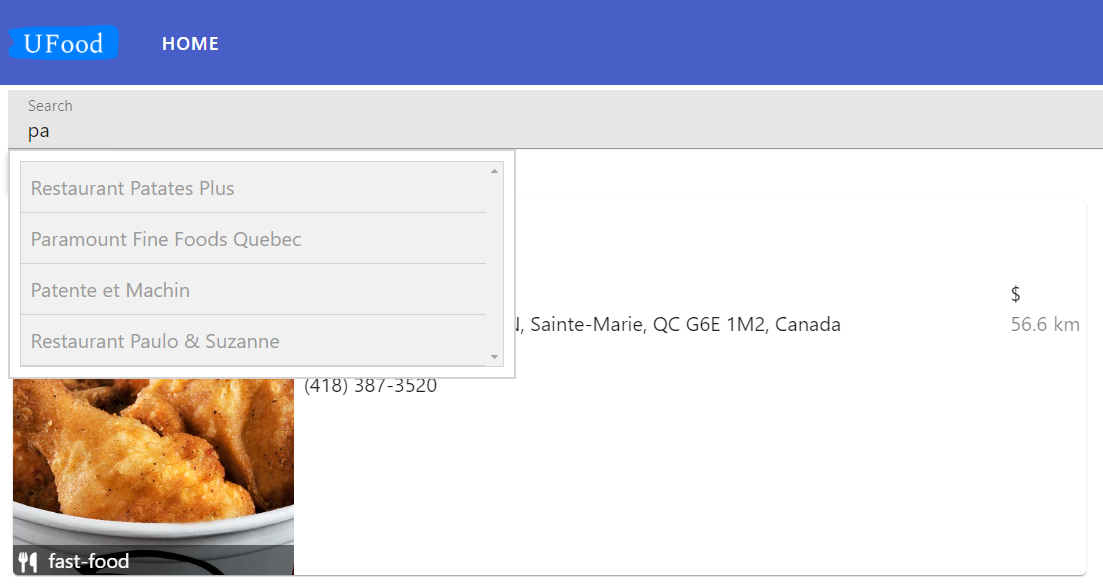 UFood
HOME
Search
pa
Restaurant Patates Plus
Paramount Fine Foods Quebec
Patente et Machin
Restaurant Paulo & Suzanne
$
, Sainte-Marie, QC G6E 1M2, Canada
56.6 km
(418) 387-3520
fast-food